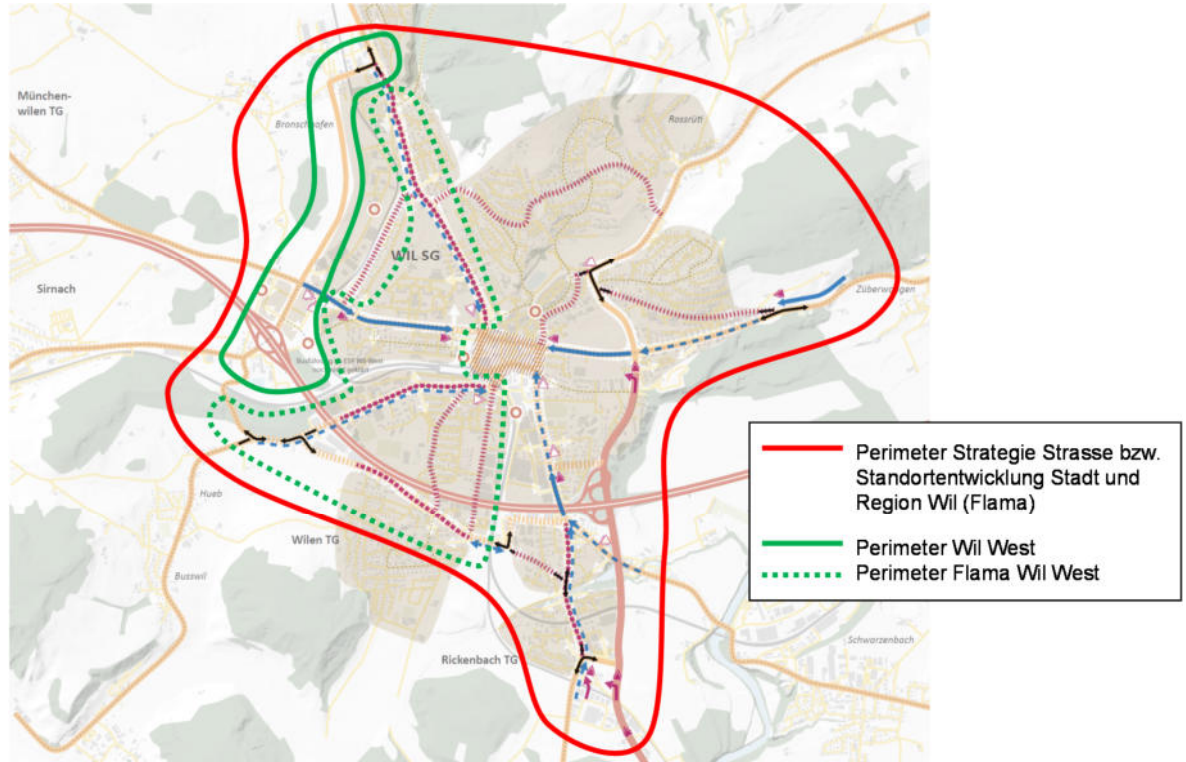 München-
wilen TG
Bronschhofen
Rossrüti
WIL SG
Sirnach
Züberwangen
Hueb
Wilen TG
Busswil
Rickenbach TG
Schwarzenbach
Perimeter Strategie Strasse bzw.
Standortentwicklung Stadt und
Region Wil (Flama)
Perimeter Wil West
Perimeter Flama Wil West